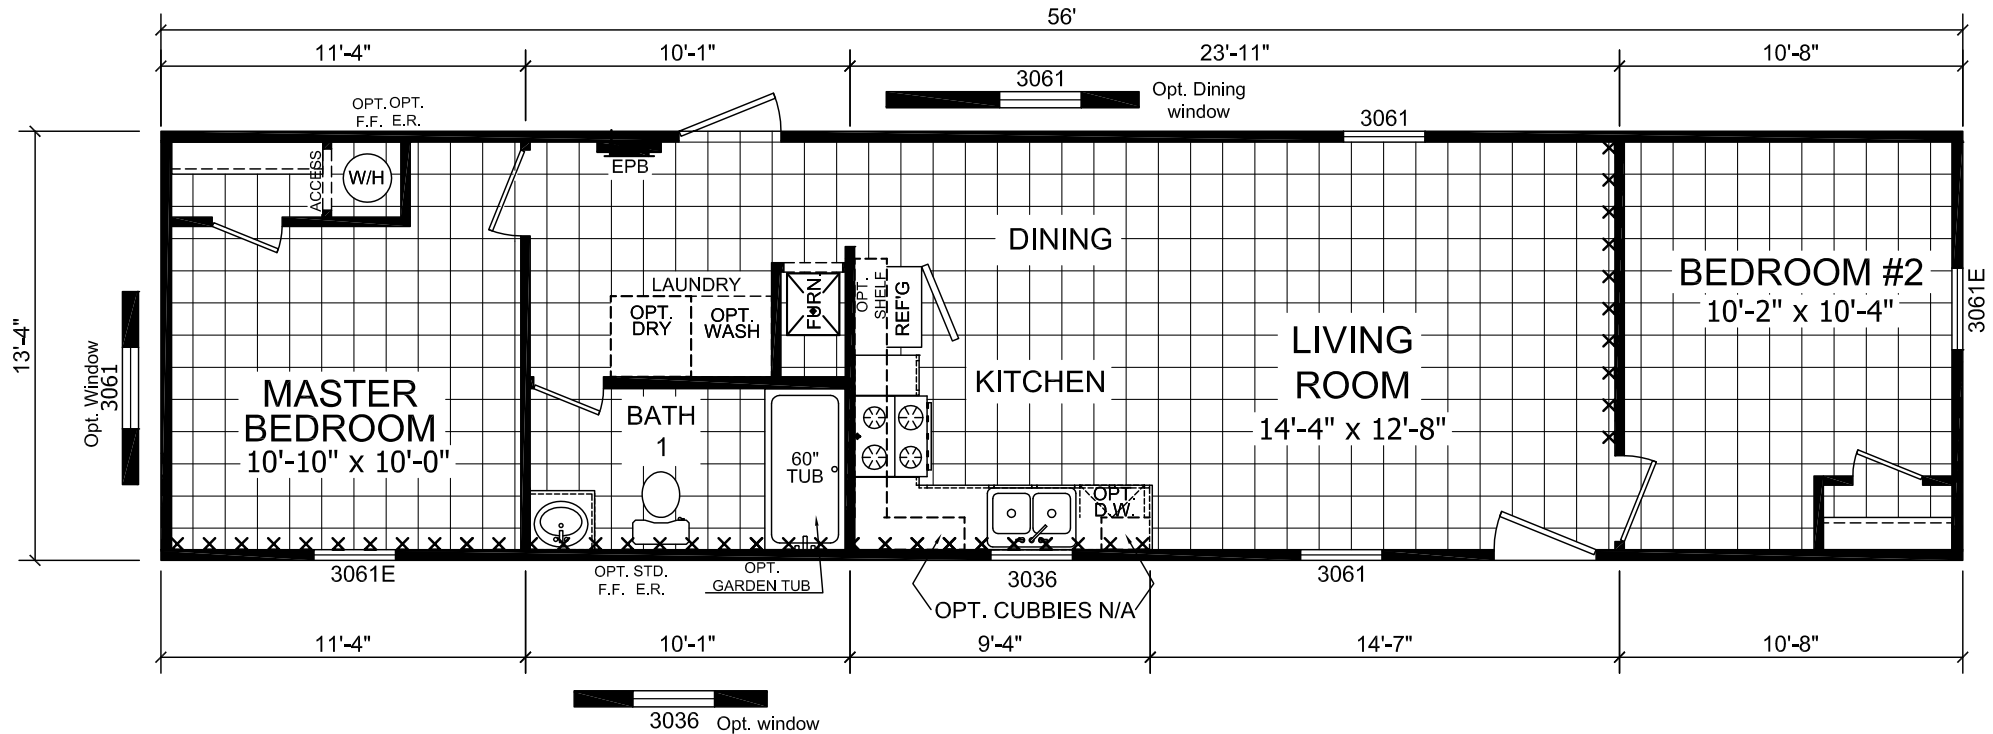 56'
11'-4"
10'-1"
23'-11"
10'-8"
3061
Opt. Dining
window
OPT. OPT.
F.F. E.R.
3061
ACCESS
W/H
EPB
DINING
LAUNDRY
OPT.
DRY
OPT.
WASH
FURN
OPT.
SHELF
REF'G
BEDROOM #2
10'-2" x 10'-4"
3061E
13'-4"
Opt. Window
3061
MASTER
BEDROOM
10'-10" x 10'-0"
BATH
1
60"
TUB
KITCHEN
LIVING
ROOM
14'-4" x 12'-8"
OPT.
D.W.
3061E
OPT. STD.
F.F. E.R.
OPT.
GARDEN TUB
3036
OPT. CUBBIES N/A
3061
11'-4"
10'-1"
9'-4"
14'-7"
10'-8"
3036
Opt. window